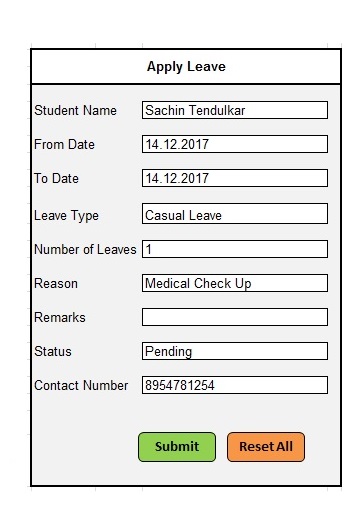 Apply Leave
Student Name Sachin Tendulkar
From Date 14.12.2017
To Date 14.12.2017
Leave Type Casual Leave
Number of Leaves 1
Reason Medical Check Up
Remarks
Status Pending
Contact Number 8954781254
Submit Reset All